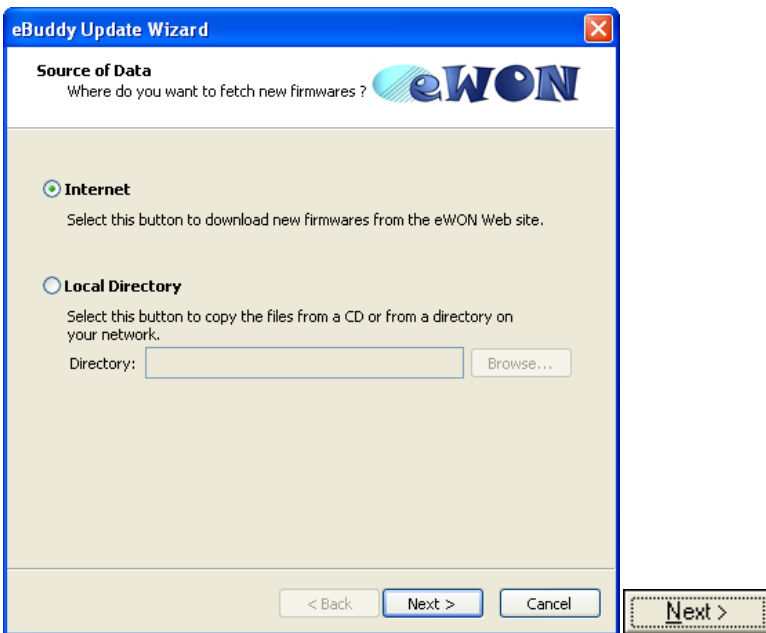 eBuddy Update Wizard
Source of Data
Where do you want to fetch new firmwares ?
eWON
Internet
Select this button to download new firmwares from the eWON Web site.
Local Directory
Select this button to copy the files from a CD or from a directory on
your network.
Directory:
Browse...
< Back
Next >
Cancel
Next >